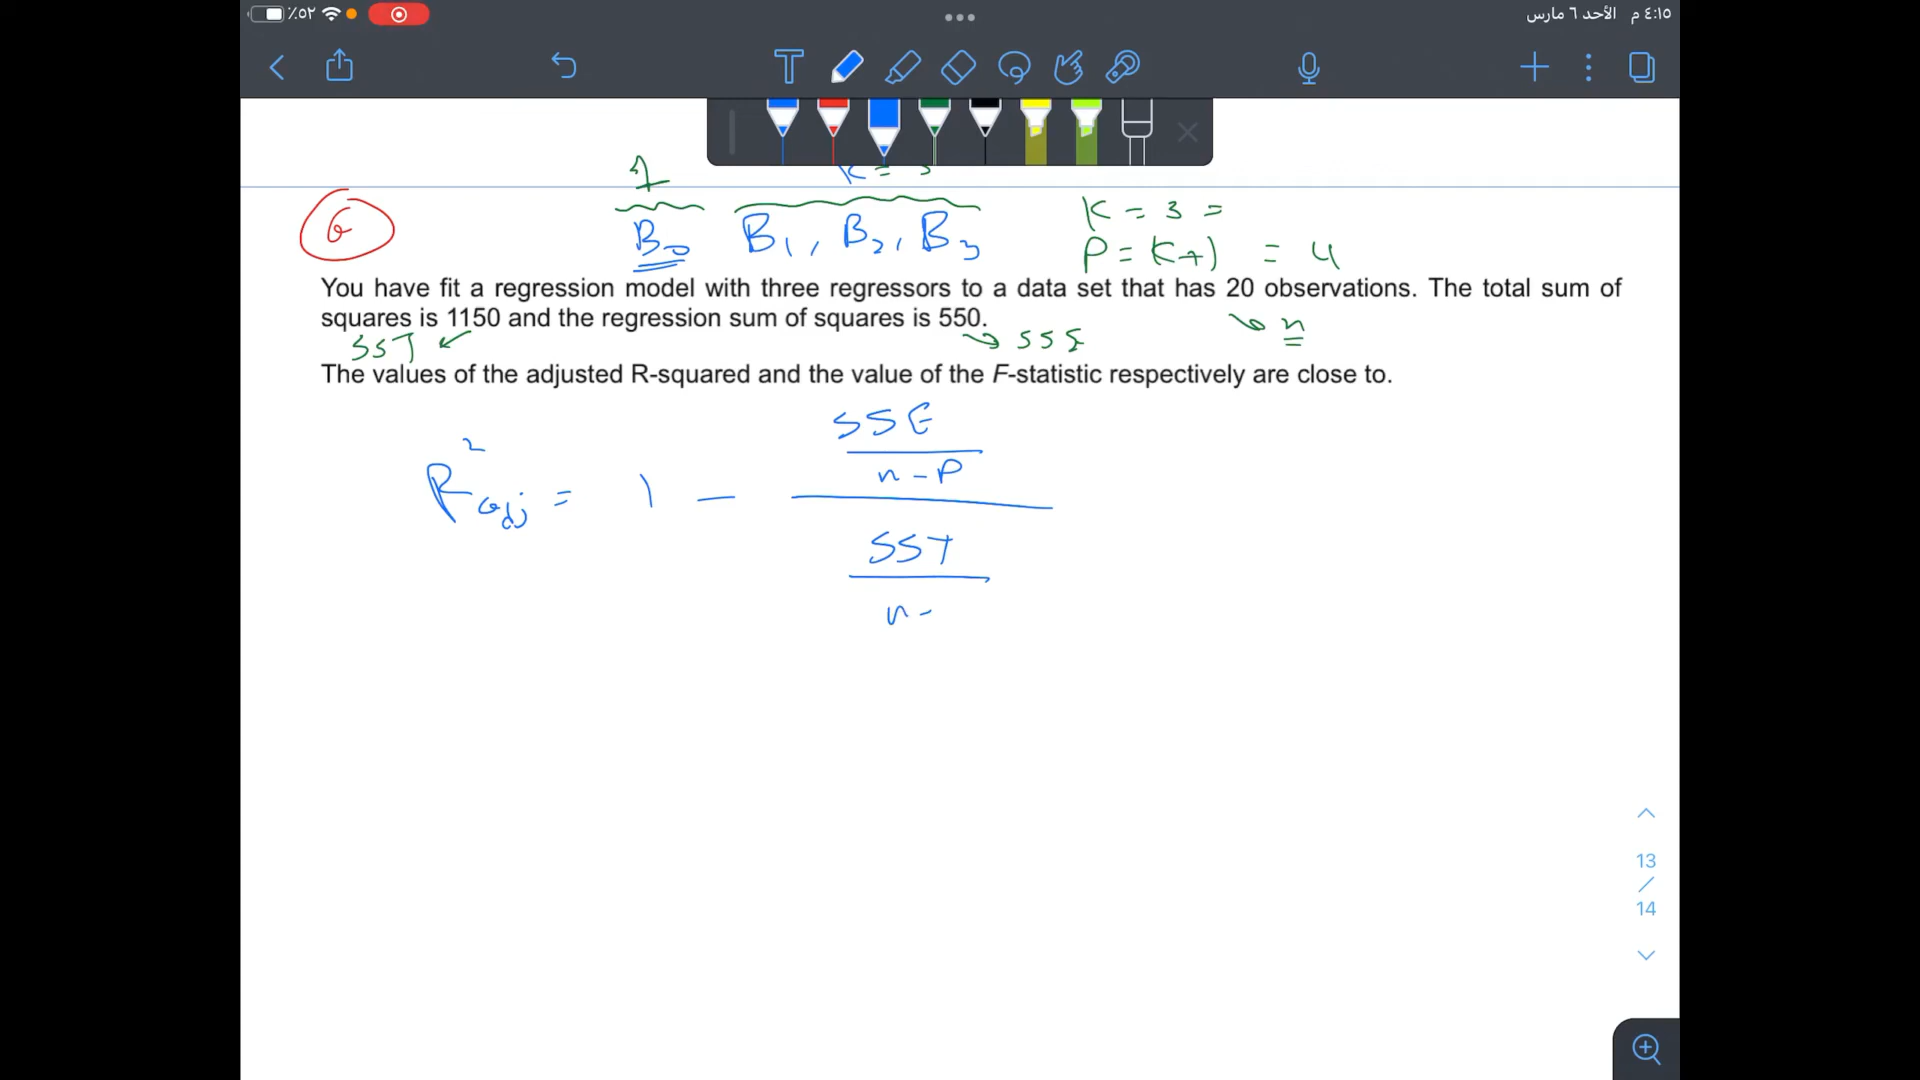 ٪٥٢
٤:١٥ م الأحد ٦ مارس
1
K = 3
6
B0 B1, B2, B3
K = 3 =
P = K+1 = 4
You have fit a regression model with three regressors to a data set that has 20 observations. The total sum of
squares is 1150 and the regression sum of squares is 550.
n
SST
The values of the adjusted R-squared and the value of the F-statistic respectively are close to.
R²adj = 1 - SSE
n - P
SST
n -
13
/
14